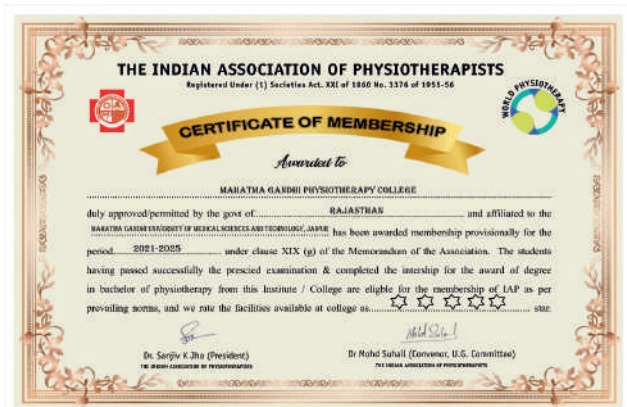 THE INDIAN ASSOCIATION OF PHYSIOTHERAPISTS
Registered Under (1) Societies Act. XXI of 1860 No. 3376 of 1955-56
WORLD PHYSIOTHERAPY
CERTIFICATE OF MEMBERSHIP
Awarded to
MAHATMA GANDHI PHYSIOTHERAPY COLLEGE
duly approved/permitted by the govt of RAJASTHAN and affiliated to the
MAHATMA GANDHI UNIVERSITY OF MEDICAL SCIENCES AND TECHNOLOGY, JAIPUR has been awarded membership provisionally for the
period 2021-2025 under clause XIX (g) of the Memorandum of the Association. The students
having passed successfully the prescied examination & completed the intership for the award of degree
in bachelor of physiotherapy from this Institute / College are eligible for the membership of IAP as per
prevailing norms, and we rate the facilities available at college as star.
Dr. Sanjiv K Jha (President)
THE INDIAN ASSOCIATION OF PHYSIOTHERAPISTS
Dr Mohd Suhail (Convenor, U.G. Committee)
THE INDIAN ASSOCIATION OF PHYSIOTHERAPISTS